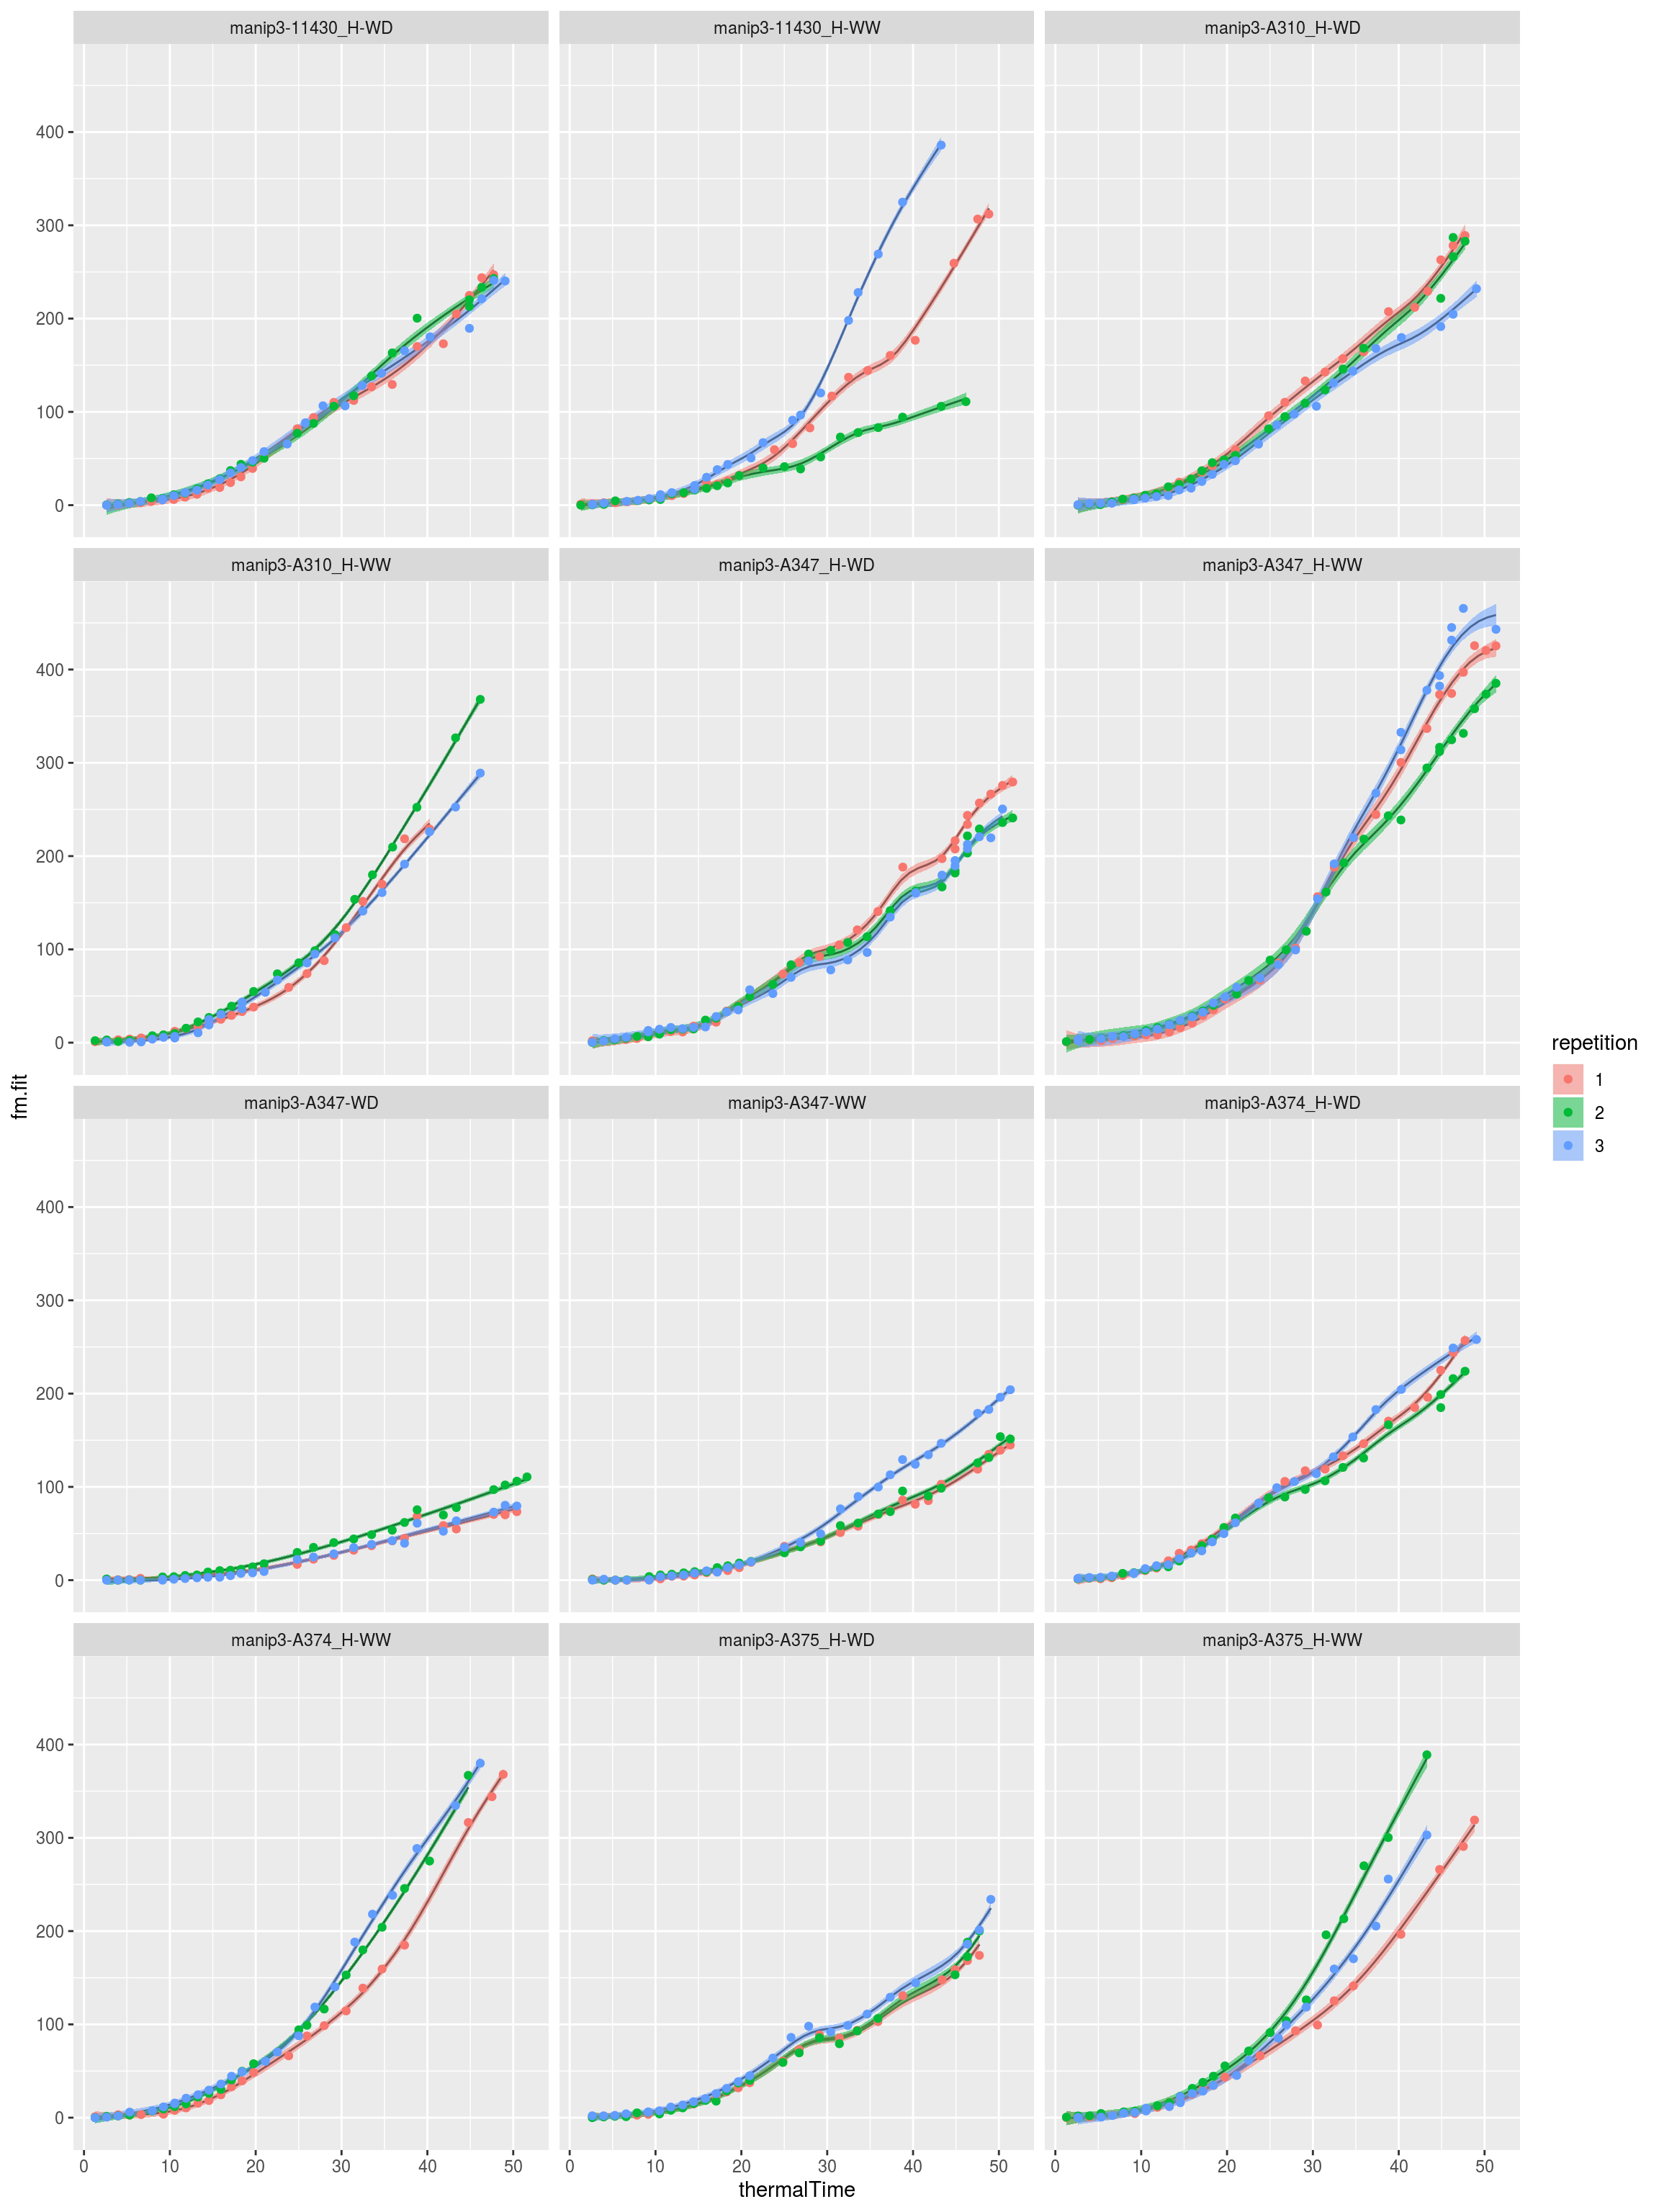 manip3-11430_H-WD manip3-11430_H-WW manip3-A310_H-WD
400
300
200
100
0
manip3-A310_H-WW manip3-A347_H-WD manip3-A347_H-WW
400
300
200
100
0
manip3-A347-WD manip3-A347-WW manip3-A374_H-WD
400
300
200
100
0
manip3-A374_H-WW manip3-A375_H-WD manip3-A375_H-WW
400
300
200
100
0
0 10 20 30 40 50 0 10 20 30 40 50 0 10 20 30 40 50
thermalTime
fm.fit
repetition
1
2
3